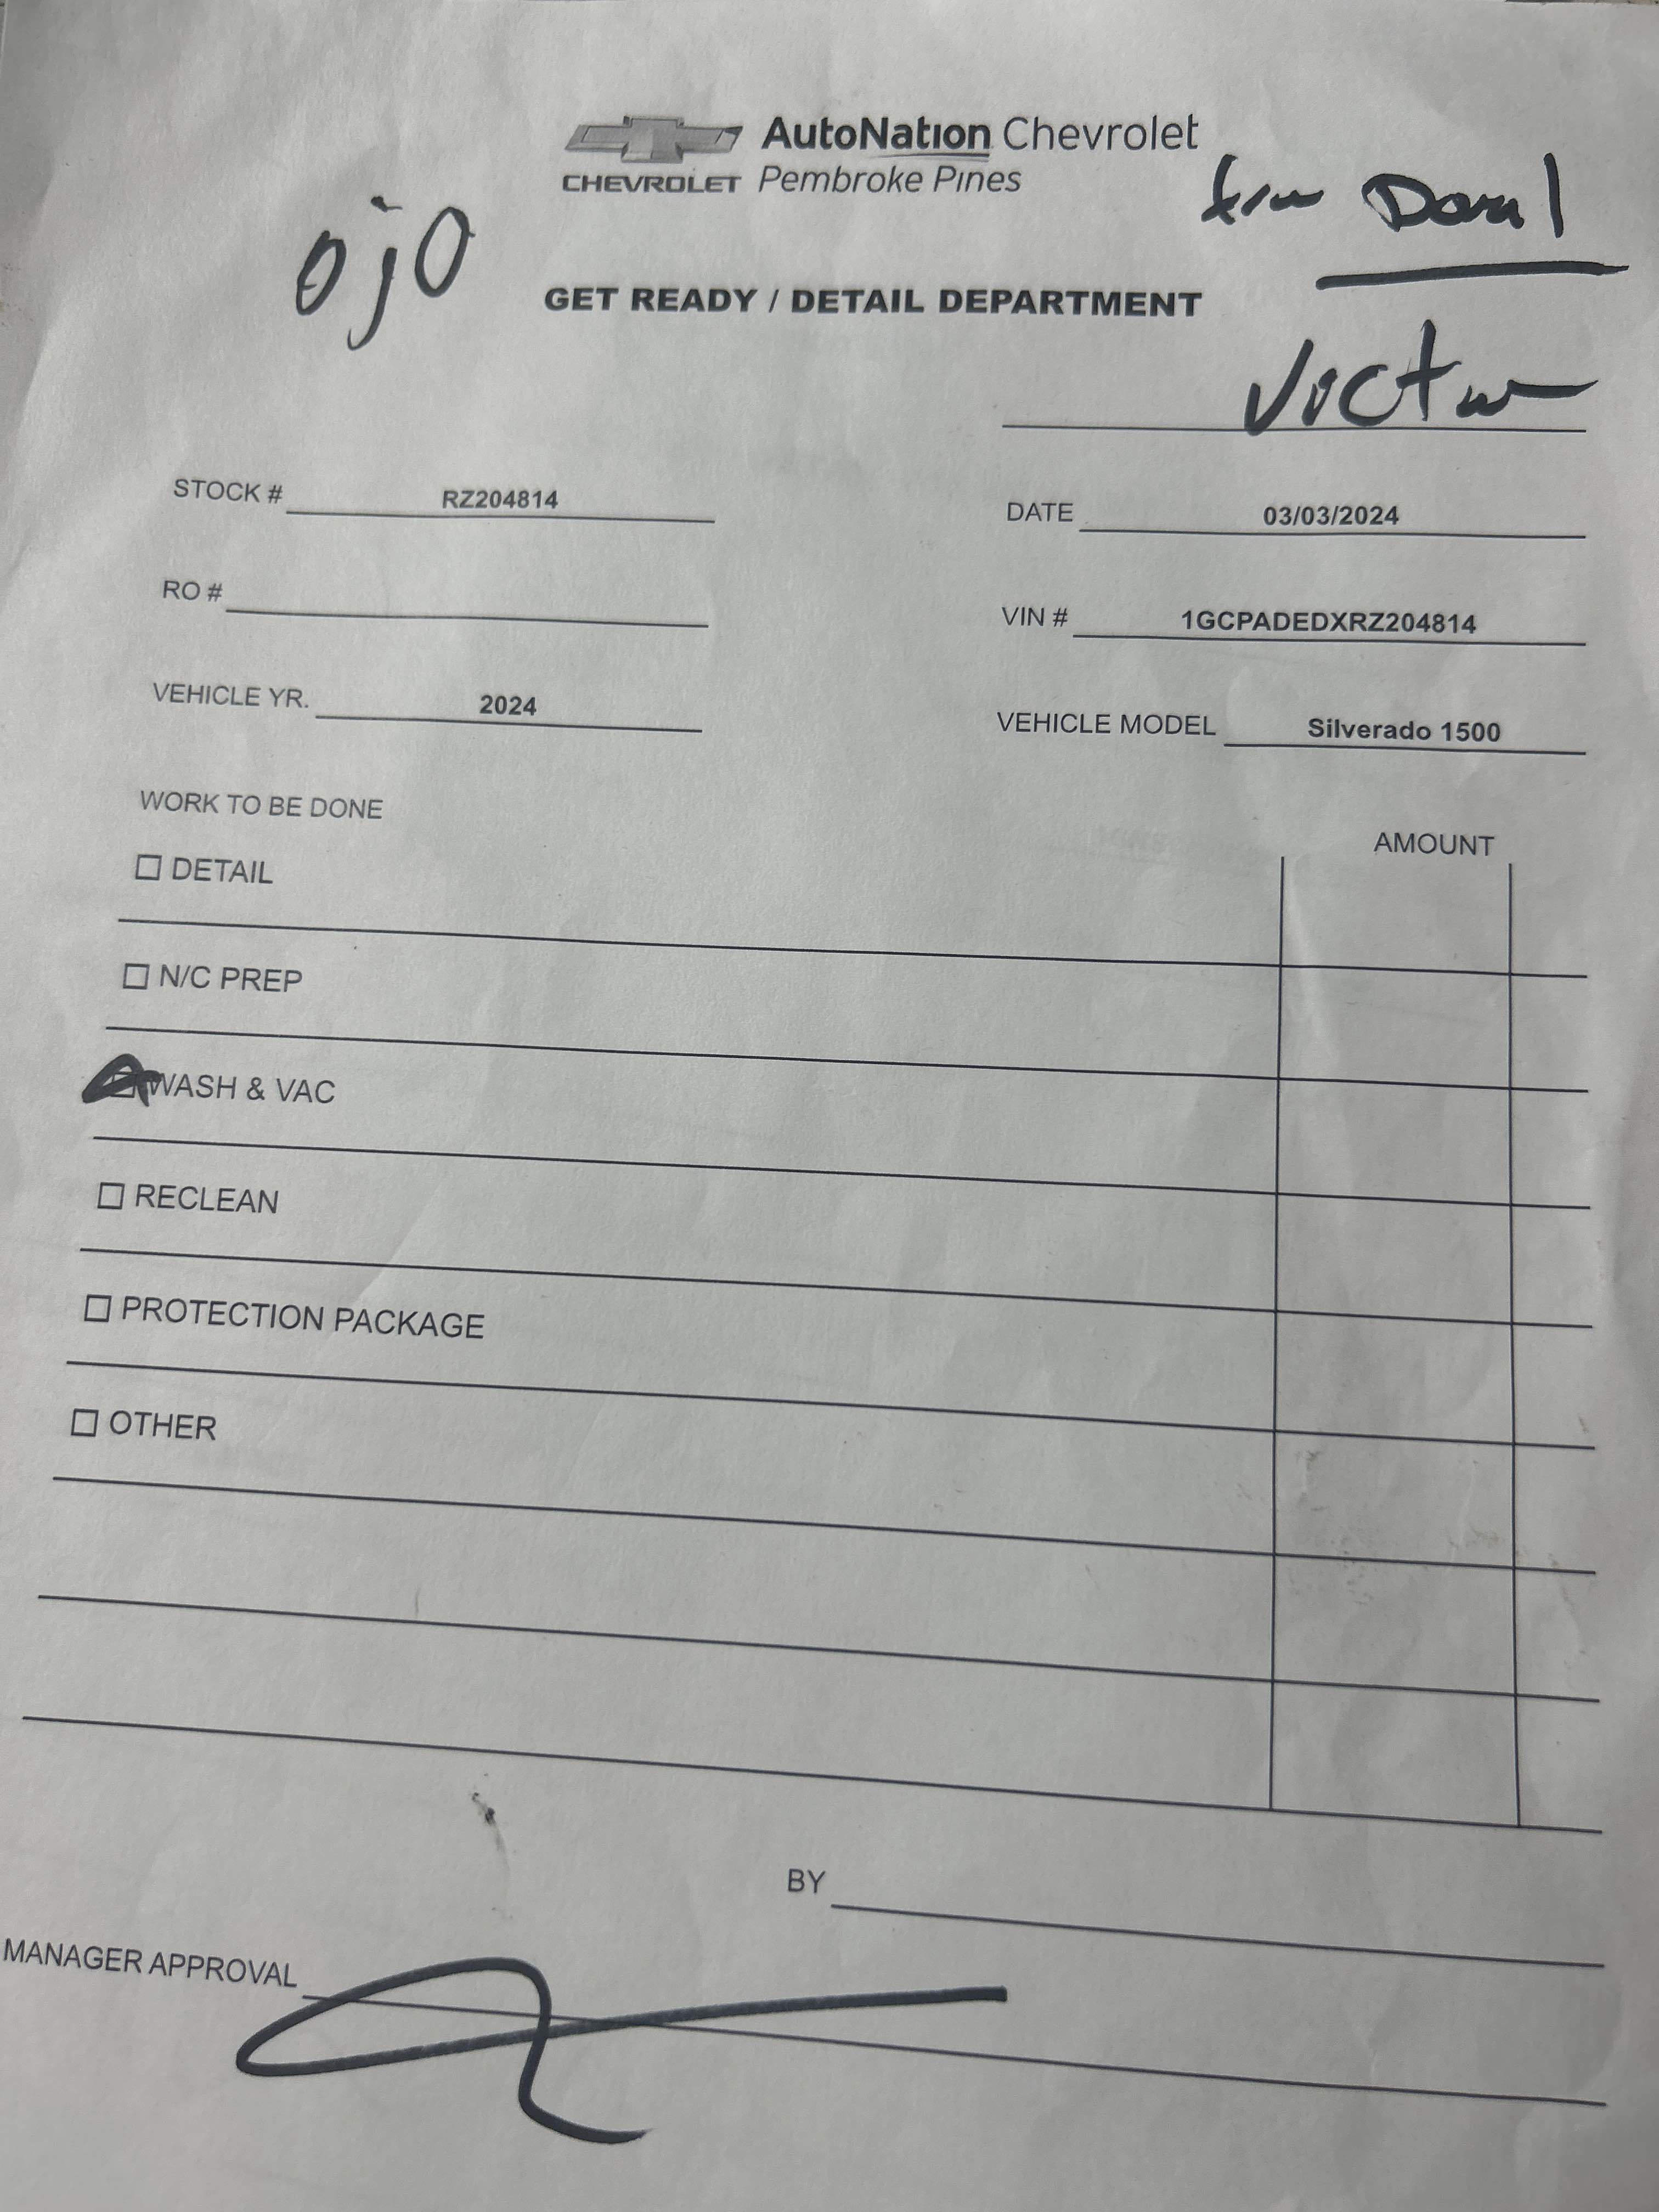 AutoNation Chevrolet
CHEVROLET Pembroke Pines
Doral
ojo
GET READY / DETAIL DEPARTMENT
Victor
STOCK # RZ204814
DATE 03/03/2024
RO #
VIN # 1GCPADEDXRZ204814
VEHICLE YR. 2024
VEHICLE MODEL Silverado 1500
WORK TO BE DONE
AMOUNT
DETAIL
N/C PREP
WASH & VAC
RECLEAN
PROTECTION PACKAGE
OTHER
BY
MANAGER APPROVAL